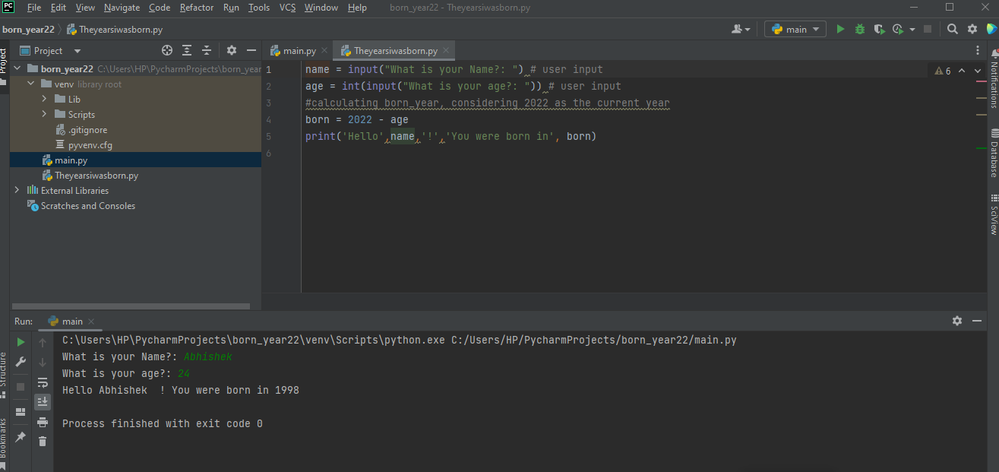 PC File Edit View Navigate Code Refactor Run Tools VCS Window Help born_year22 - Theyearsiwasborn.py
born_year22 Theyearsiwasborn.py main
Project
Project
main.py Theyearsiwasborn.py
born_year22 C:\Users\HP\PycharmProjects\born_year
venv library root
Lib
Scripts
.gitignore
pyvenv.cfg
main.py
Theyearsiwasborn.py
External Libraries
Scratches and Consoles
1 name = input("What is your Name?: ") # user input
6
2 age = int(input("What is your age?: ")) # user input
3 #calculating born_year, considering 2022 as the current year
4 born = 2022 - age
5 print('Hello',name,'!','You were born in', born)
6
Notifications
Database
SciView
Run: main
C:\Users\HP\PycharmProjects\born_year22\venv\Scripts\python.exe C:/Users/HP/PycharmProjects/born_year22/main.py
What is your Name?: Abhishek
What is your age?: 24
Hello Abhishek  ! You were born in 1998
Process finished with exit code 0
Structure
Bookmarks